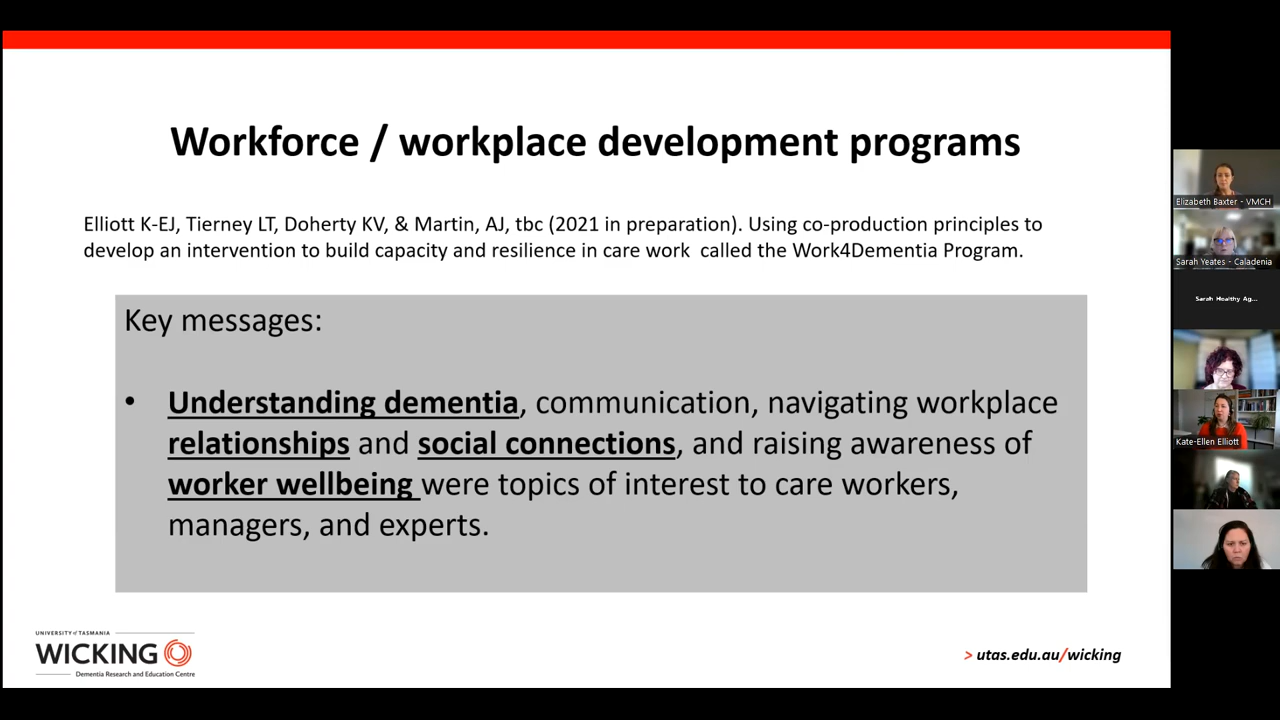 Workforce / workplace development programs
Elliott K-EJ, Tierney LT, Doherty KV, & Martin, AJ, tbc (2021 in preparation). Using co-production principles to
develop an intervention to build capacity and resilience in care work called the Work4Dementia Program.
Key messages:
• Understanding dementia, communication, navigating workplace
relationships and social connections, and raising awareness of
worker wellbeing were topics of interest to care workers,
managers, and experts.
UNIVERSITY of TASMANIA
WICKING
Dementia Research and Education Centre
> utas.edu.au/wicking
Elizabeth Baxter - VMCH
Sarah Yeates - Caladenia
Sarah Healthy Ag...
Kate-Ellen Elliott